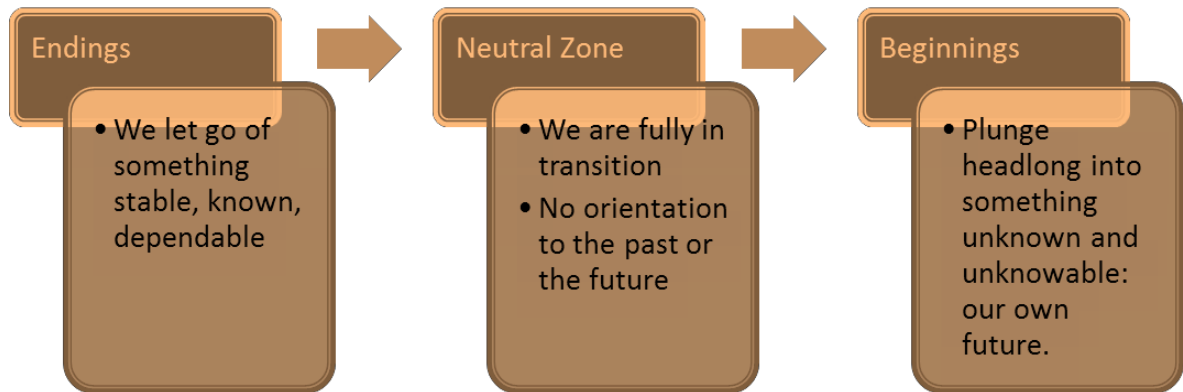 Endings
• We let go of
something
stable, known,
dependable
Neutral Zone
• We are fully in
transition
• No orientation
to the past or
the future
Beginnings
• Plunge
headlong into
something
unknown and
unknowable:
our own
future.